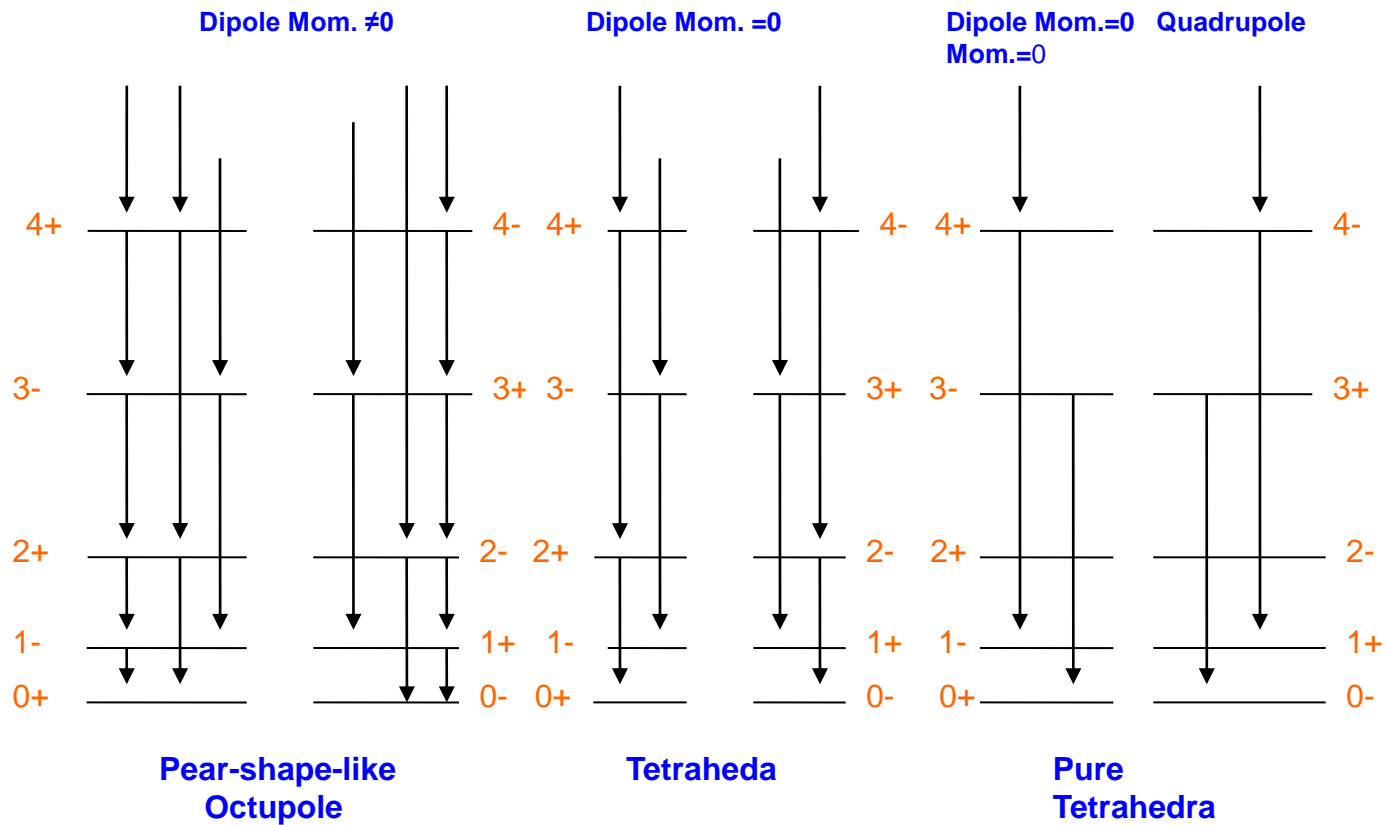 Dipole Mom. ≠0 Dipole Mom. =0 Dipole Mom.=0 Quadrupole
Mom.=0
4+ 4- 4+ 4- 4+ 4-
3- 3+ 3- 3+ 3- 3+
2+ 2- 2+ 2- 2+ 2-
1- 1+ 1- 1+ 1- 1+
0+ 0- 0+ 0- 0+ 0-
Pear-shape-like Tetraheda Pure
Octupole Tetrahedra